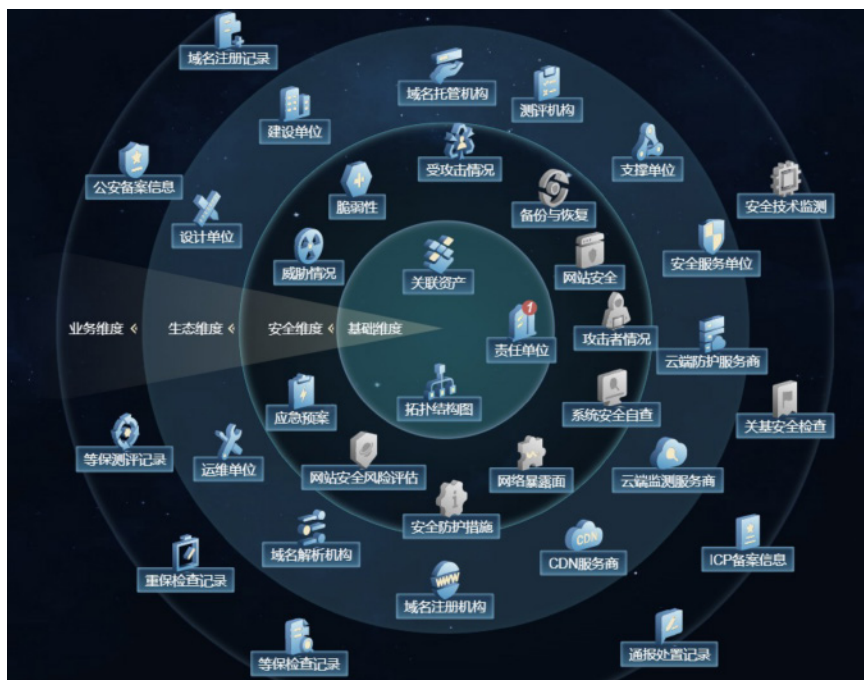 域名注册记录
域名托管机构
测评机构
建设单位
受攻击情况
支撑单位
公安备案信息
脆弱性
备份与恢复
安全技术监测
设计单位
威胁情况
关联资产
网站安全
安全服务单位
1
业务维度 «
生态维度 «
安全维度 «
基础维度
责任单位
攻击者情况
云端防护服务商
应急预案
拓扑结构图
系统安全自查
关基安全检查
等保测评记录
运维单位
网站安全风险评估
网络暴露面
云端监测服务商
安全防护措施
域名解析机构
CDN
CDN服务商
ICP备案信息
重保检查记录
WWW
域名注册机构
等保检查记录
通报处置记录